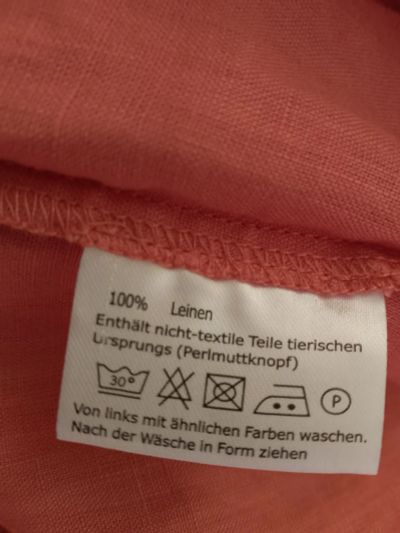 100% Leinen
Enthält nicht-textile Teile tierischen
Ursprungs (Perlmuttknopf)
30° P
Von links mit ähnlichen Farben waschen.
Nach der Wäsche in Form ziehen